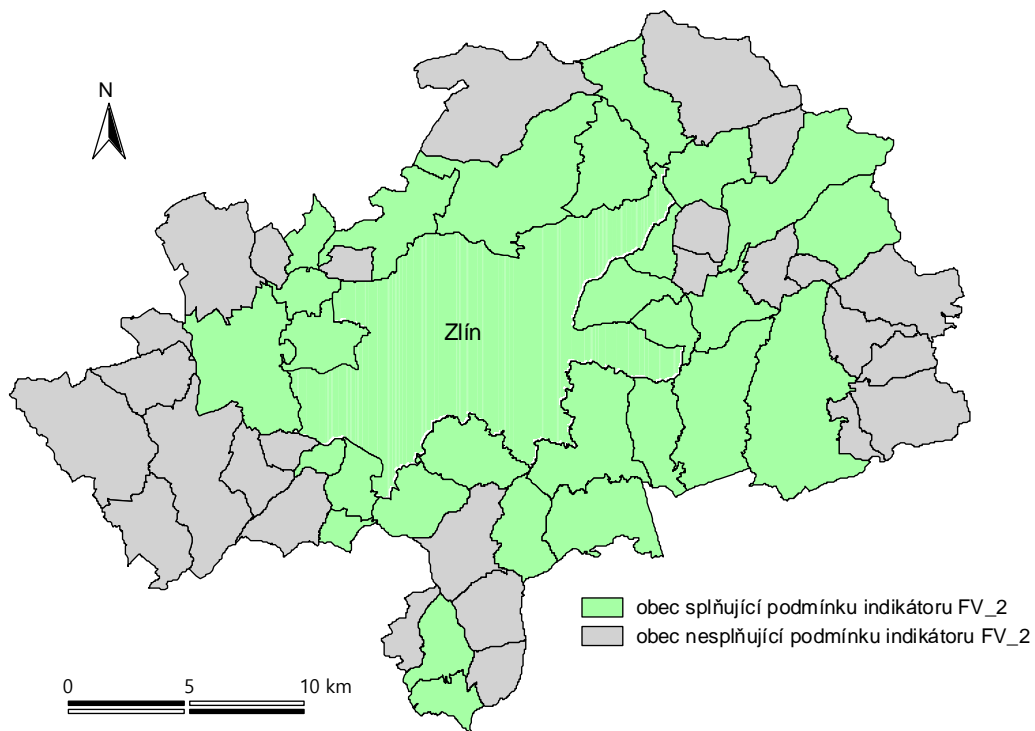 N
Zlín
obec splňující podmínku indikátoru FV_2
obec nesplňující podmínku indikátoru FV_2
0 5 10 km